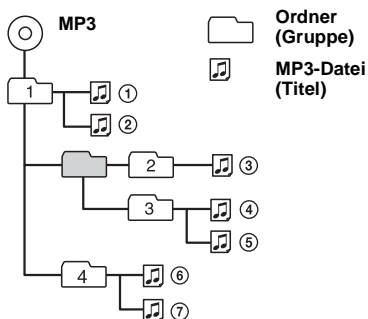 MP3
Ordner
(Gruppe)
MP3-Datei
(Titel)
1
①
②
2
③
3
④
⑤
4
⑥
⑦